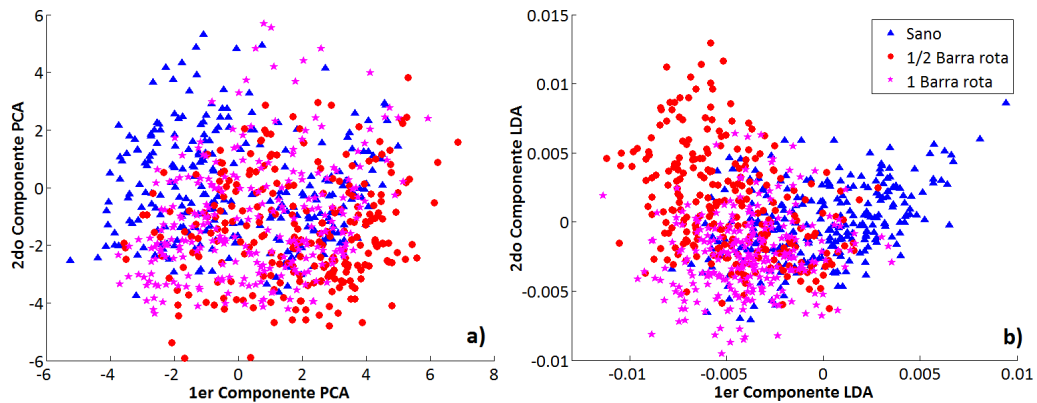 6
4
2
0
-2
-4
-6
-6
-4
-2
0
2
4
6
8
2do Componente PCA
1er Componente PCA
a)
0.015
0.01
0.005
0
-0.005
-0.01
-0.01
-0.005
0
0.005
0.01
2do Componente LDA
1er Componente LDA
Sano
1/2 Barra rota
1 Barra rota
b)